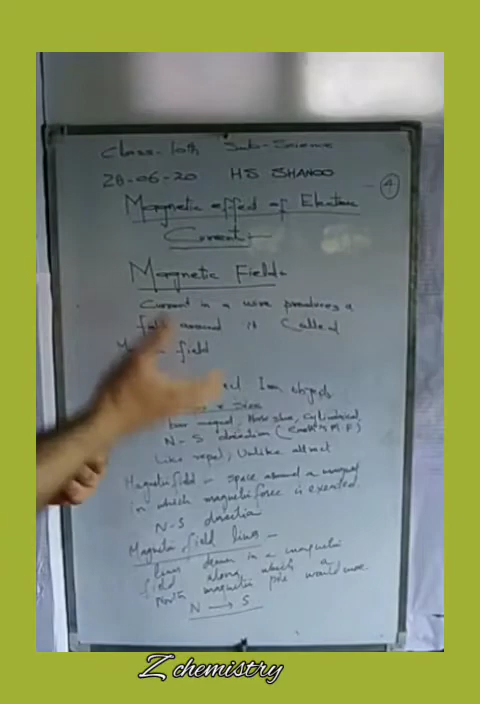 Class-10th Sub-Science
28-06-20 HS SHANOO
④
Magnetic effect of Electric
Current:-
Magnetic Field:-
Current in a wire produces a
around it Called
field
Iron objects
& Sizes
bar magnet, Horse shoe, Cylindrical,
N-S direction (Earth's M.F)
Like repel, Unlike attract
Magnetic field - space around a magnet
in which magnetic force is exerted.
N-S direction
Magnetic field lines -
lines drawn in a magnetic
field along which a
North magnetic pole would move
N → S
Z chemistry